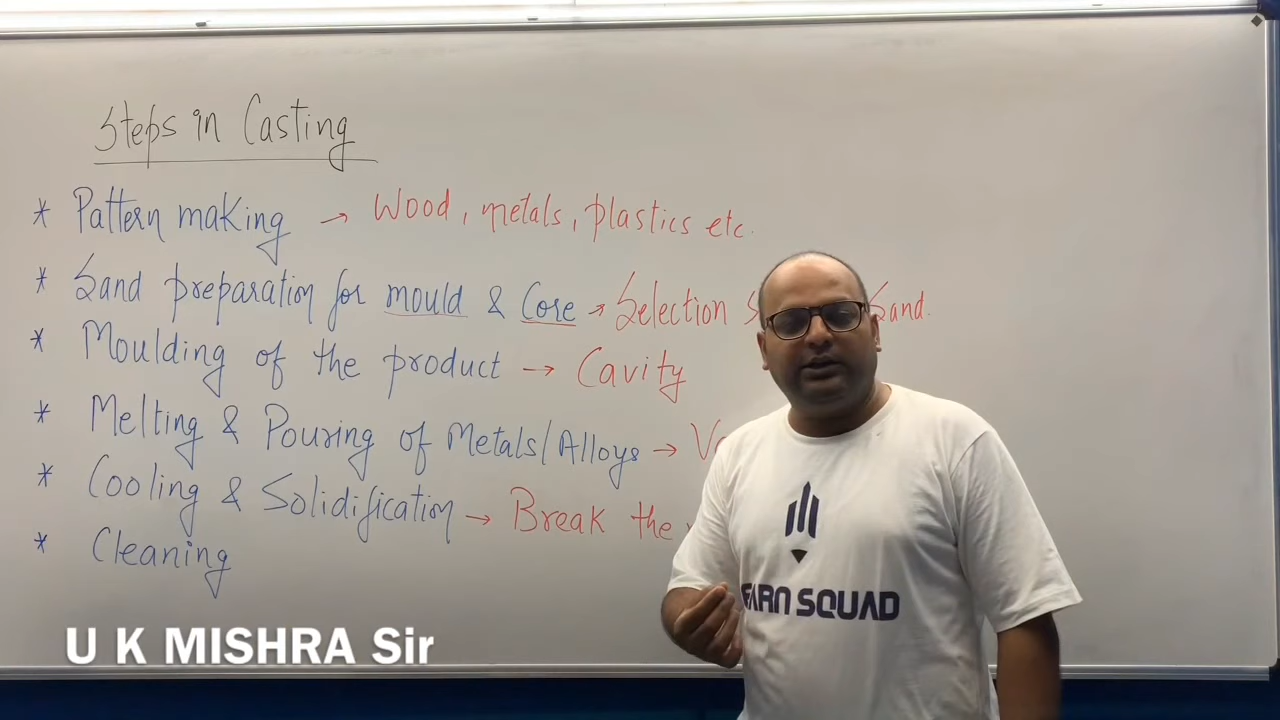 Steps in Casting
* Pattern making → Wood, metals, plastics etc.
* Sand preparation for mould & Core → Selection Sand.
* Moulding of the product → Cavity
* Melting & Pouring of Metals/Alloys →
* Cooling & Solidification → Break the
* Cleaning
SQUAD
U K MISHRA Sir